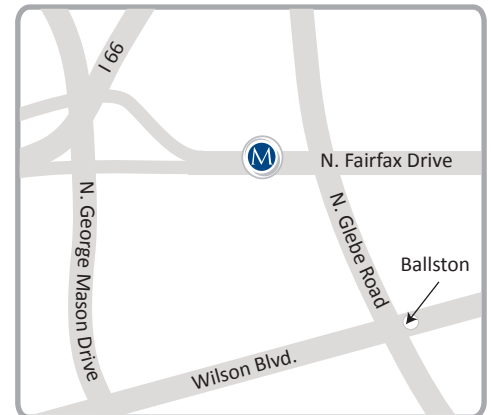 I 66
M
N. Fairfax Drive
N. George Mason Drive
N. Glebe Road
Ballston
Wilson Blvd.